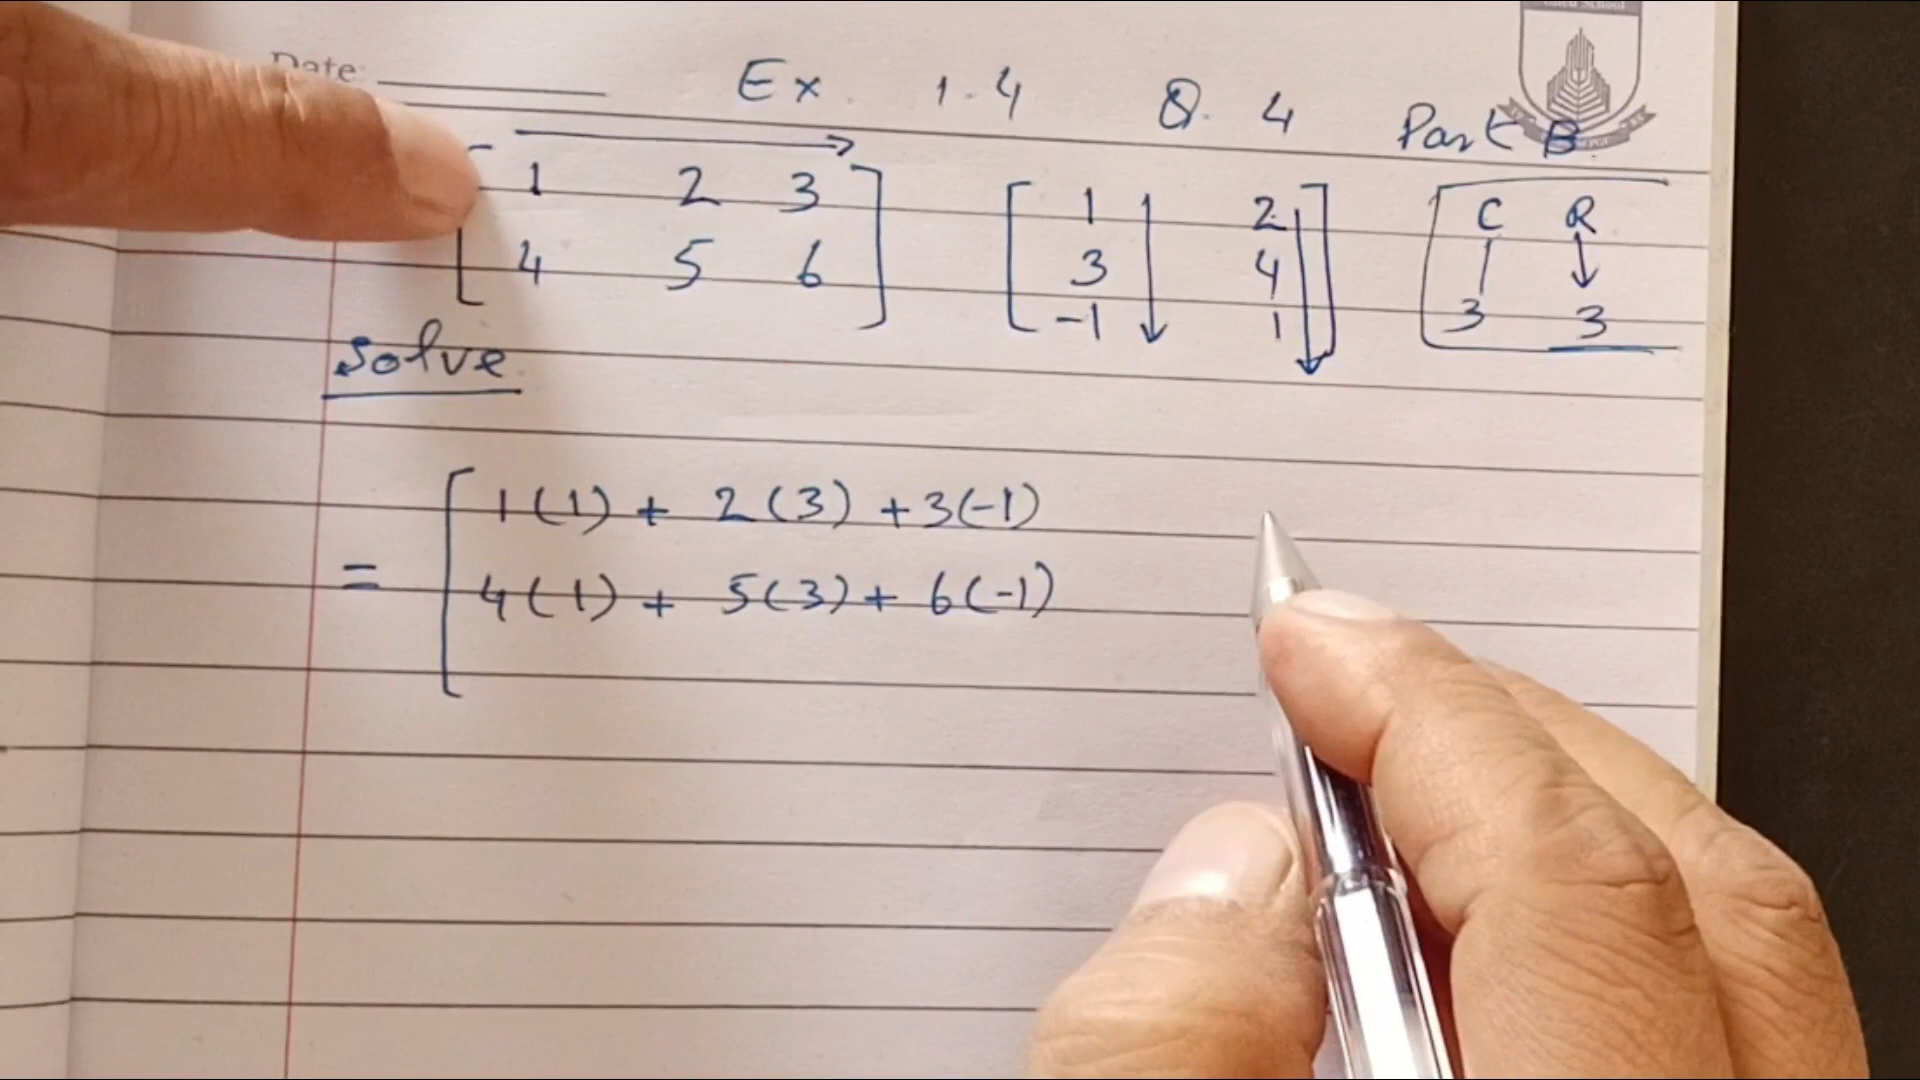 Date: Ex. 1.4 Q. 4 Part B
[ 1 2 3 ] [ 1 2 ] C R
[ 4 5 6 ] [ 3 4 ]
[ -1 1 ] 3 3
Solve
[ 1(1) + 2(3) +3(-1)
= 4(1) + 5(3) + 6(-1)